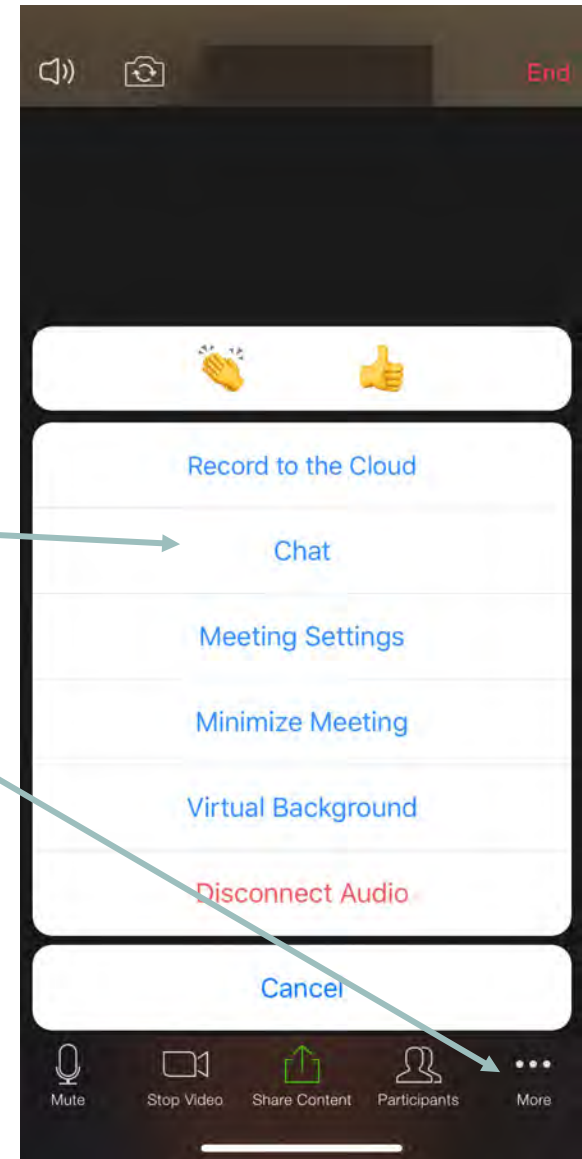 End
Record to the Cloud
Chat
Meeting Settings
Minimize Meeting
Virtual Background
Disconnect Audio
Cancel
Mute Stop Video Share Content Participants More